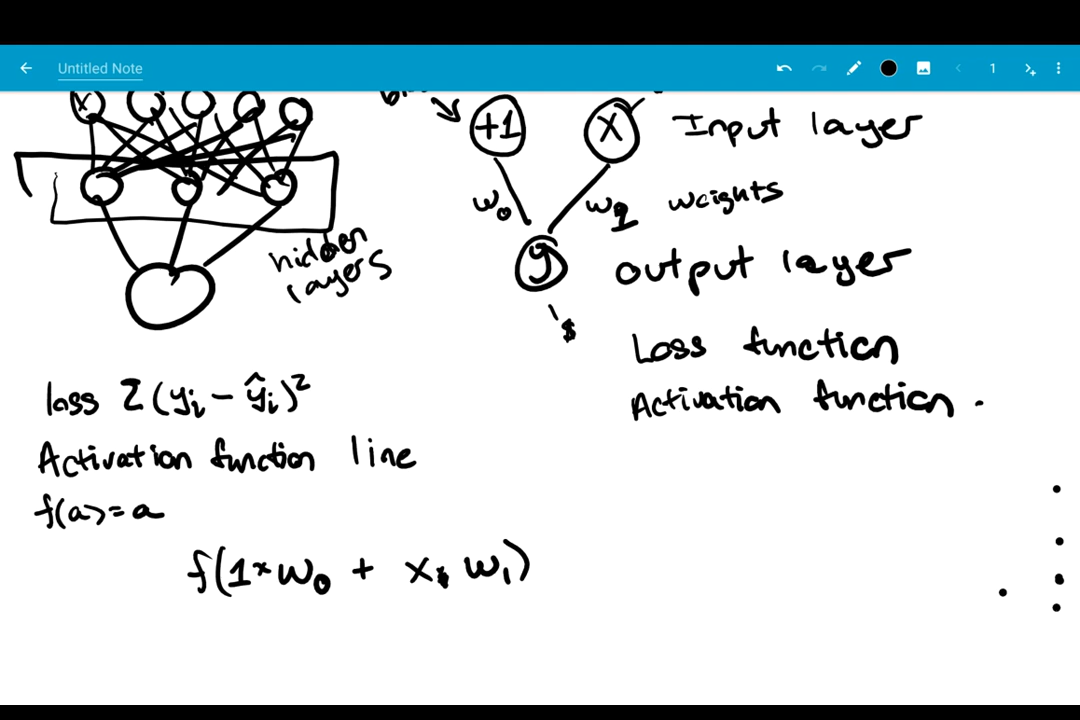 Untitled Note
1
x
+1
x
Input layer
w₀
w₁
weights
hidden
layers
y
output layer
$
Loss function
loss Σ(yᵢ - ŷᵢ)²
Activation function .
Activation function line
f(a)=a
f(1*w₀ + x₁ w₁)